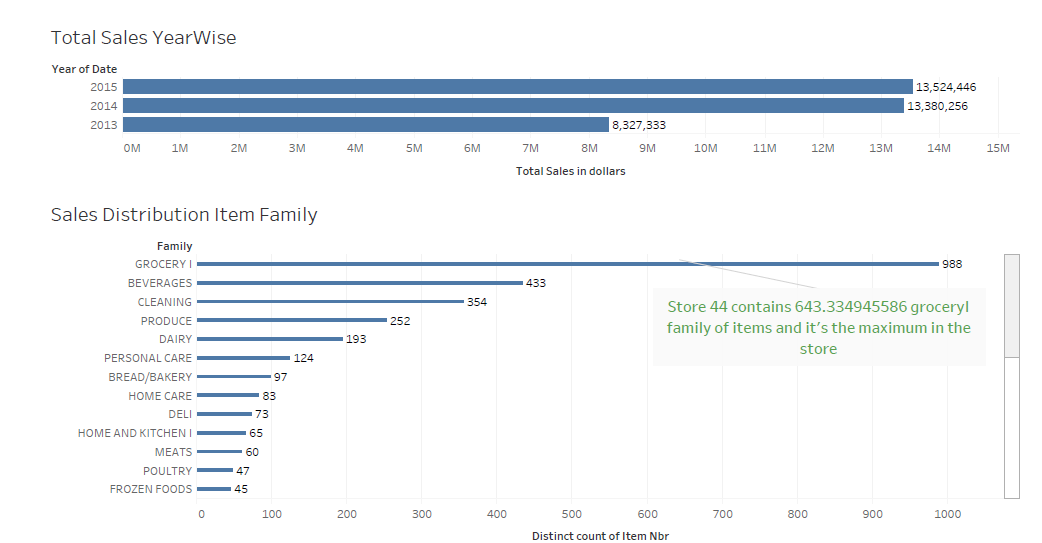 Total Sales YearWise
Year of Date
2015 13,524,446
2014 13,380,256
2013 8,327,333
0M 1M 2M 3M 4M 5M 6M 7M 8M 9M 10M 11M 12M 13M 14M 15M
Total Sales in dollars
Sales Distribution Item Family
Family
GROCERY I 988
BEVERAGES 433
CLEANING 354
PRODUCE 252
DAIRY 193
PERSONAL CARE 124
BREAD/BAKERY 97
HOME CARE 83
DELI 73
HOME AND KITCHEN I 65
MEATS 60
POULTRY 47
FROZEN FOODS 45
Store 44 contains 643.334945586 groceryI
family of items and it's the maximum in the
store
0 100 200 300 400 500 600 700 800 900 1000
Distinct count of Item Nbr